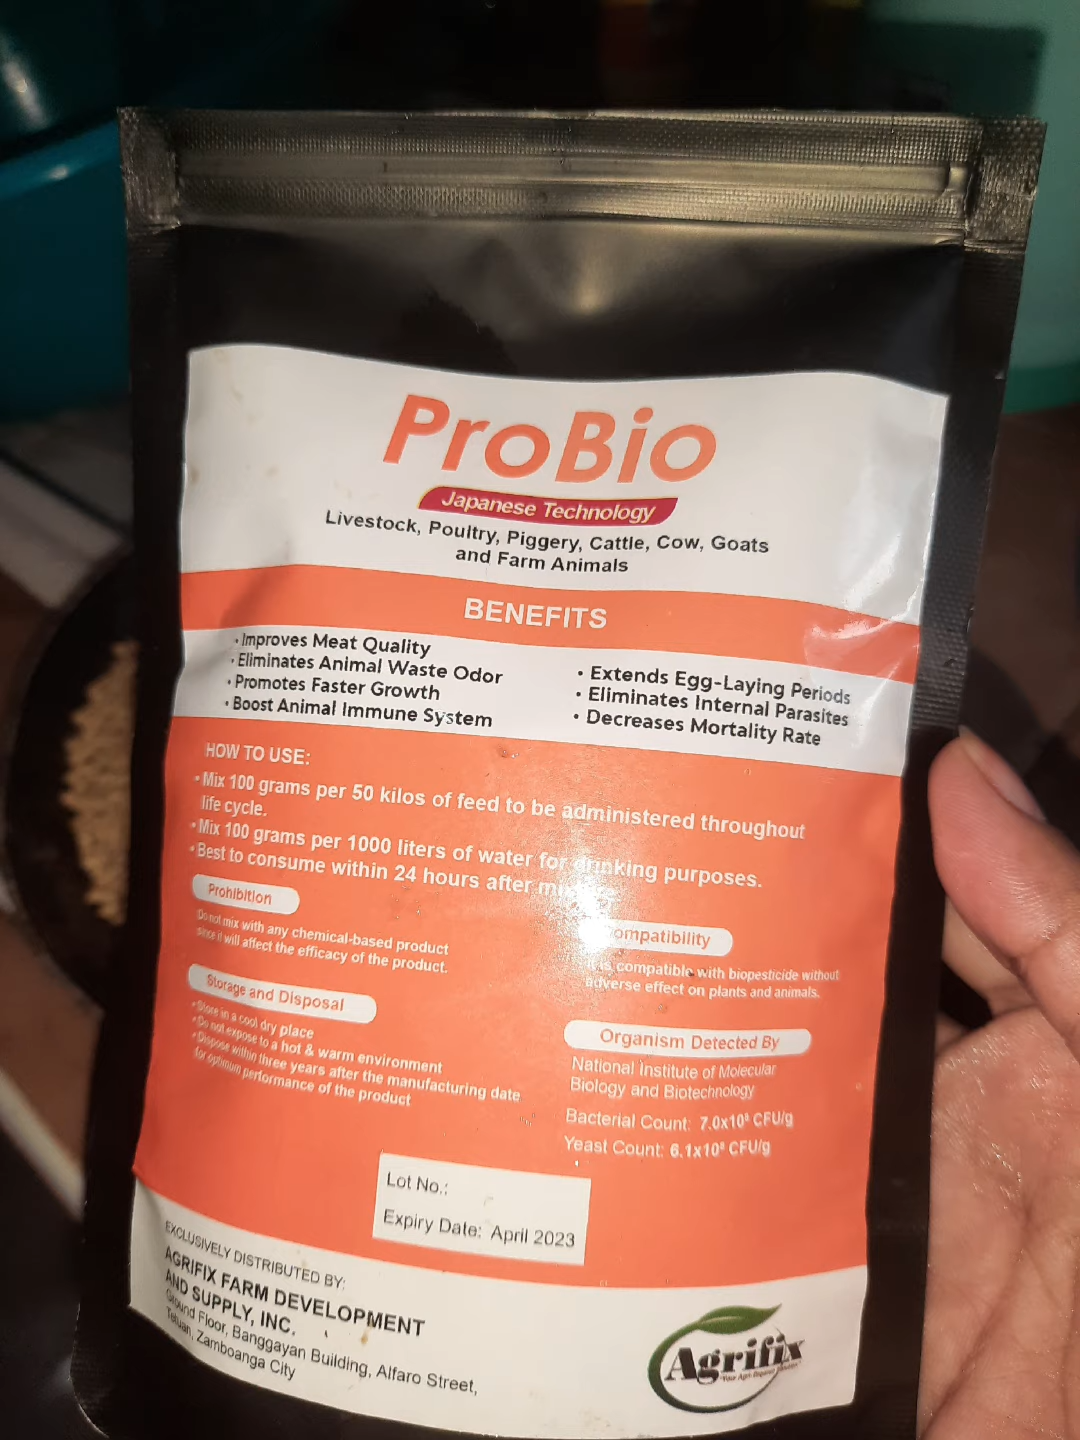 ProBio
Japanese Technology
Livestock, Poultry, Piggery, Cattle, Cow, Goats
and Farm Animals
BENEFITS
• Improves Meat Quality
• Eliminates Animal Waste Odor
• Promotes Faster Growth
• Boost Animal Immune System
• Extends Egg-Laying Periods
• Eliminates Internal Parasites
• Decreases Mortality Rate
HOW TO USE:
• Mix 100 grams per 50 kilos of feed to be administered throughout
life cycle.
• Mix 100 grams per 1000 liters of water for drinking purposes.
• Best to consume within 24 hours after
Prohibition
Do not mix with any chemical-based product
since it will affect the efficacy of the product.
Storage and Disposal
• Store in a cool dry place
• Do not expose to a hot & warm environment
• Dispose within three years after the manufacturing date
for optimum performance of the product
Compatibility
It is compatible with biopesticide without
adverse effect on plants and animals.
Organism Detected By
National Institute of Molecular
Biology and Biotechnology
Bacterial Count: CFU/g
Yeast Count: CFU/g
Lot No.:
Expiry Date: April 2023
EXCLUSIVELY DISTRIBUTED BY:
AGRIFIX FARM DEVELOPMENT
AND SUPPLY, INC.
Ground Floor, Banggayan Building, Alfaro Street,
Tetuan, Zamboanga City
Agrifix